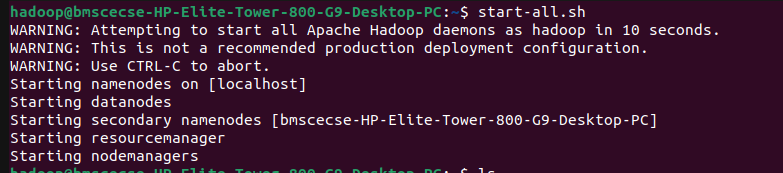 hadoop@bmscecse-HP-Elite-Tower-800-G9-Desktop-PC:~$ start-all.sh
WARNING: Attempting to start all Apache Hadoop daemons as hadoop in 10 seconds.
WARNING: This is not a recommended production deployment configuration.
WARNING: Use CTRL-C to abort.
Starting namenodes on [localhost]
Starting datanodes
Starting secondary namenodes [bmscecse-HP-Elite-Tower-800-G9-Desktop-PC]
Starting resourcemanager
Starting nodemanagers
hadoop@bmscecse-HP-Elite-Tower-800-G9-Desktop-PC:~$ ls